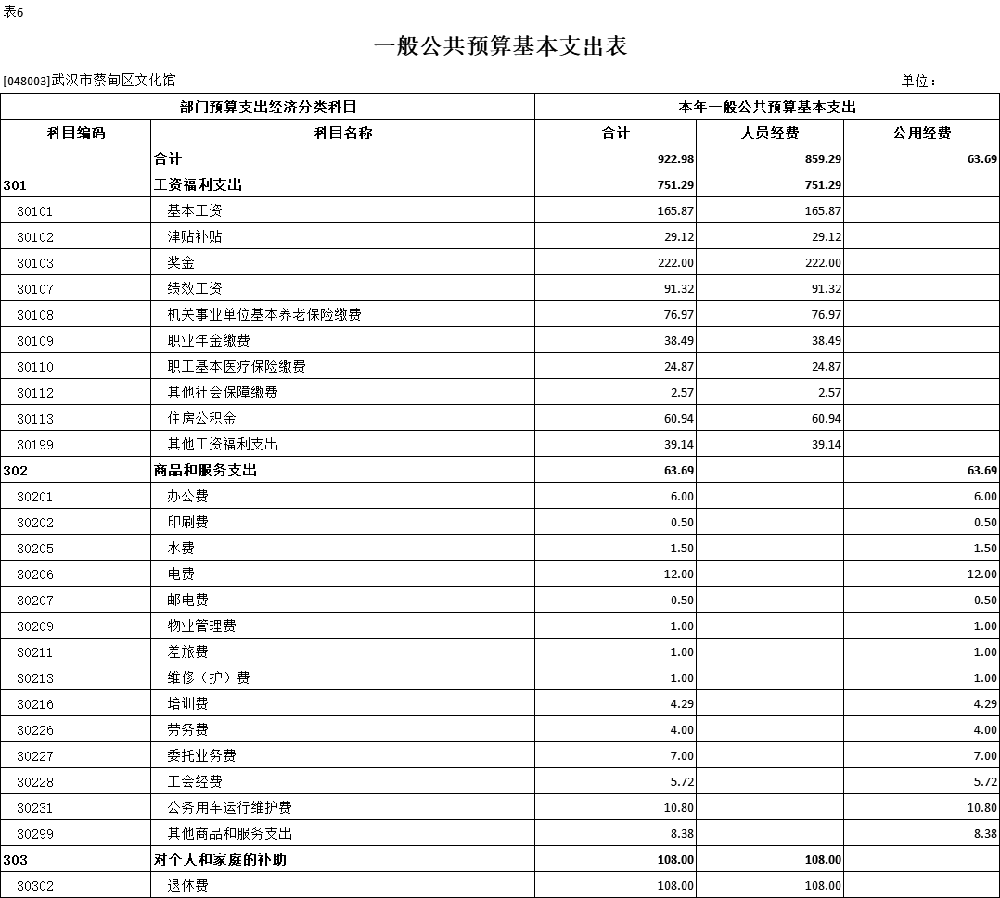 表6
一般公共预算基本支出表
[048003]武汉市蔡甸区文化馆 单位：
部门预算支出经济分类科目 本年一般公共预算基本支出
科目编码 科目名称 合计 人员经费 公用经费
合计 922.98 859.29 63.69
301 工资福利支出 751.29 751.29
30101 基本工资 165.87 165.87
30102 津贴补贴 29.12 29.12
30103 奖金 222.00 222.00
30107 绩效工资 91.32 91.32
30108 机关事业单位基本养老保险缴费 76.97 76.97
30109 职业年金缴费 38.49 38.49
30110 职工基本医疗保险缴费 24.87 24.87
30112 其他社会保障缴费 2.57 2.57
30113 住房公积金 60.94 60.94
30199 其他工资福利支出 39.14 39.14
302 商品和服务支出 63.69 63.69
30201 办公费 6.00 6.00
30202 印刷费 0.50 0.50
30205 水费 1.50 1.50
30206 电费 12.00 12.00
30207 邮电费 0.50 0.50
30209 物业管理费 1.00 1.00
30211 差旅费 1.00 1.00
30213 维修（护）费 1.00 1.00
30216 培训费 4.29 4.29
30226 劳务费 4.00 4.00
30227 委托业务费 7.00 7.00
30228 工会经费 5.72 5.72
30231 公务用车运行维护费 10.80 10.80
30299 其他商品和服务支出 8.38 8.38
303 对个人和家庭的补助 108.00 108.00
30302 退休费 108.00 108.00